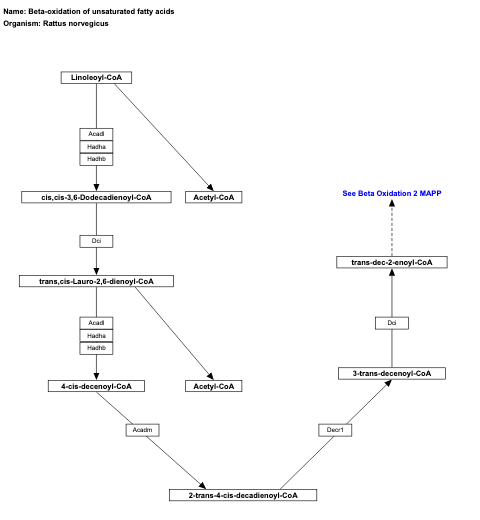 Name: Beta-oxidation of unsaturated fatty acids
Organism: Rattus norvegicus
Linoleoyl-CoA
Acadl
Hadha
Hadhb
cis,cis-3,6-Dodecadienoyl-CoA
Acetyl-CoA
See Beta Oxidation 2 MAPP
Dci
trans-dec-2-enoyl-CoA
trans,cis-Lauro-2,6-dienoyl-CoA
Acadl
Hadha
Hadhb
Dci
4-cis-decenoyl-CoA
Acetyl-CoA
3-trans-decenoyl-CoA
Acadm
Decr1
2-trans-4-cis-decadienoyl-CoA